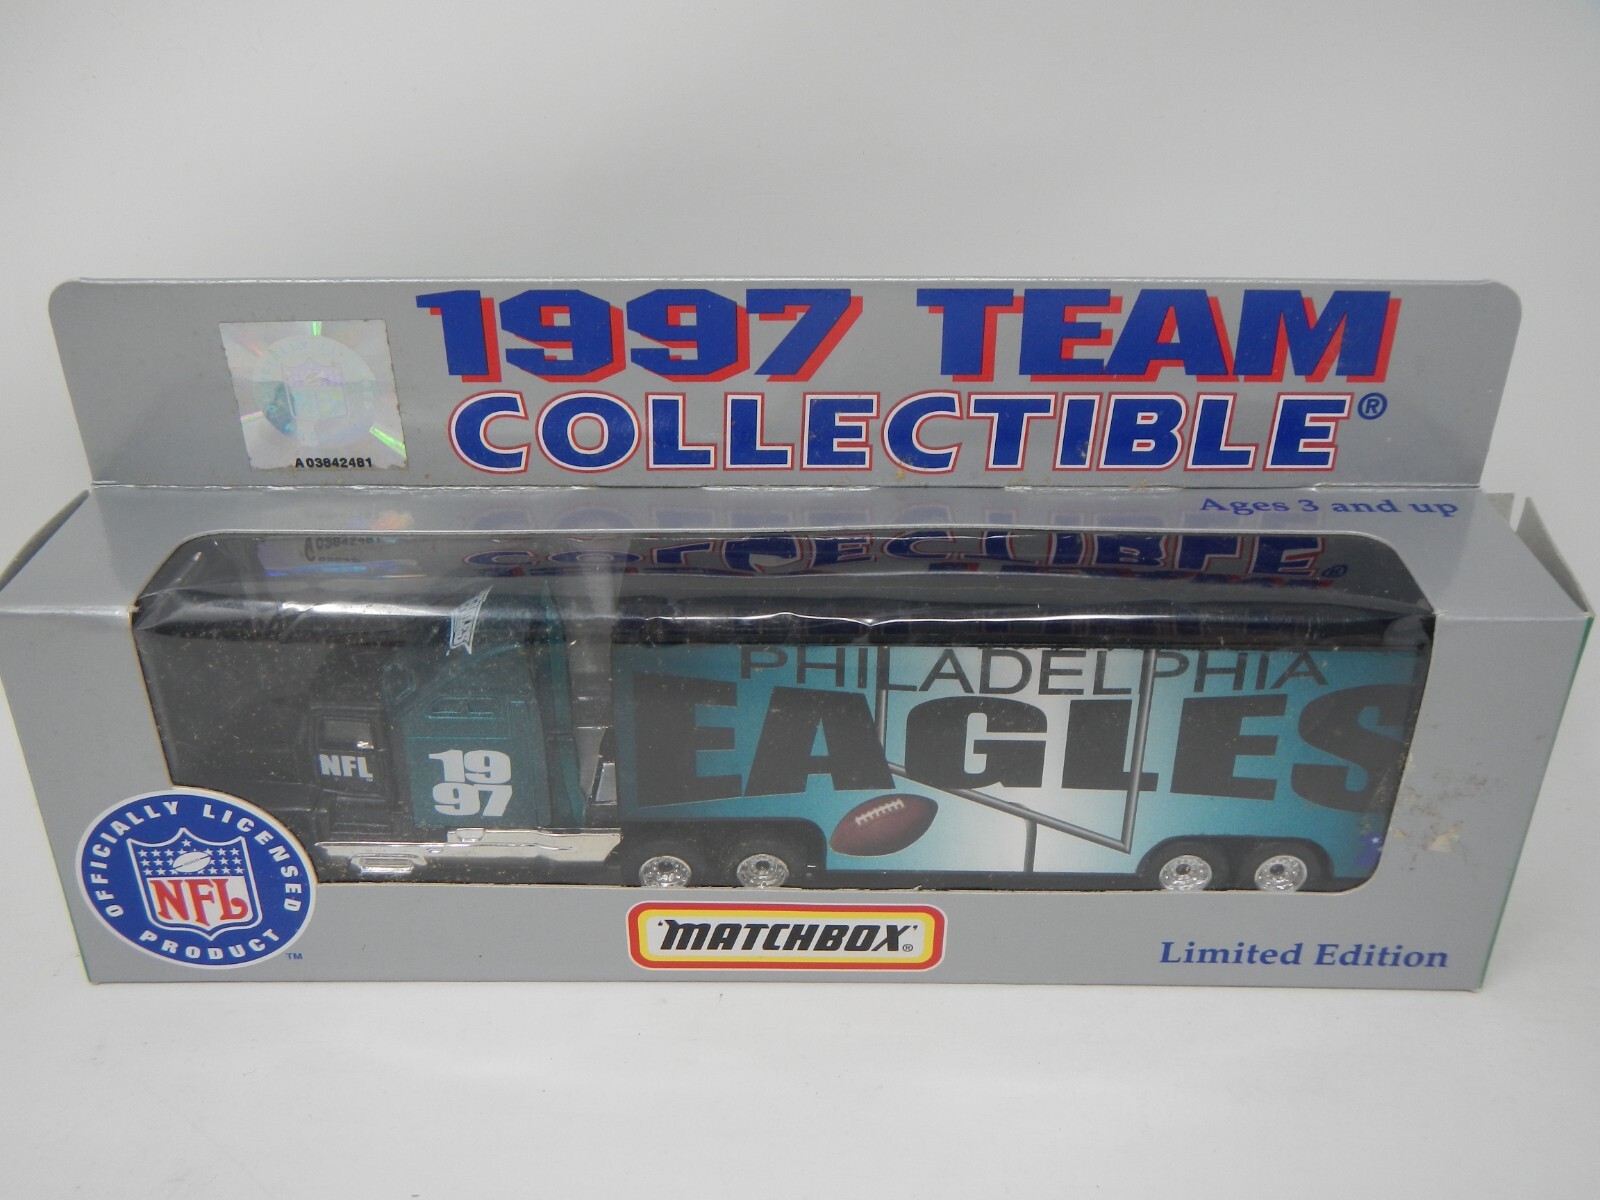 1997 TEAM
COLLECTIBLE®
A03842481
Ages 3 and up
PHILADELPHIA
EAGLES
NFL
19
97
OFFICIALLY LICENSED
NFL
PRODUCT
™
MATCHBOX®
Limited Edition